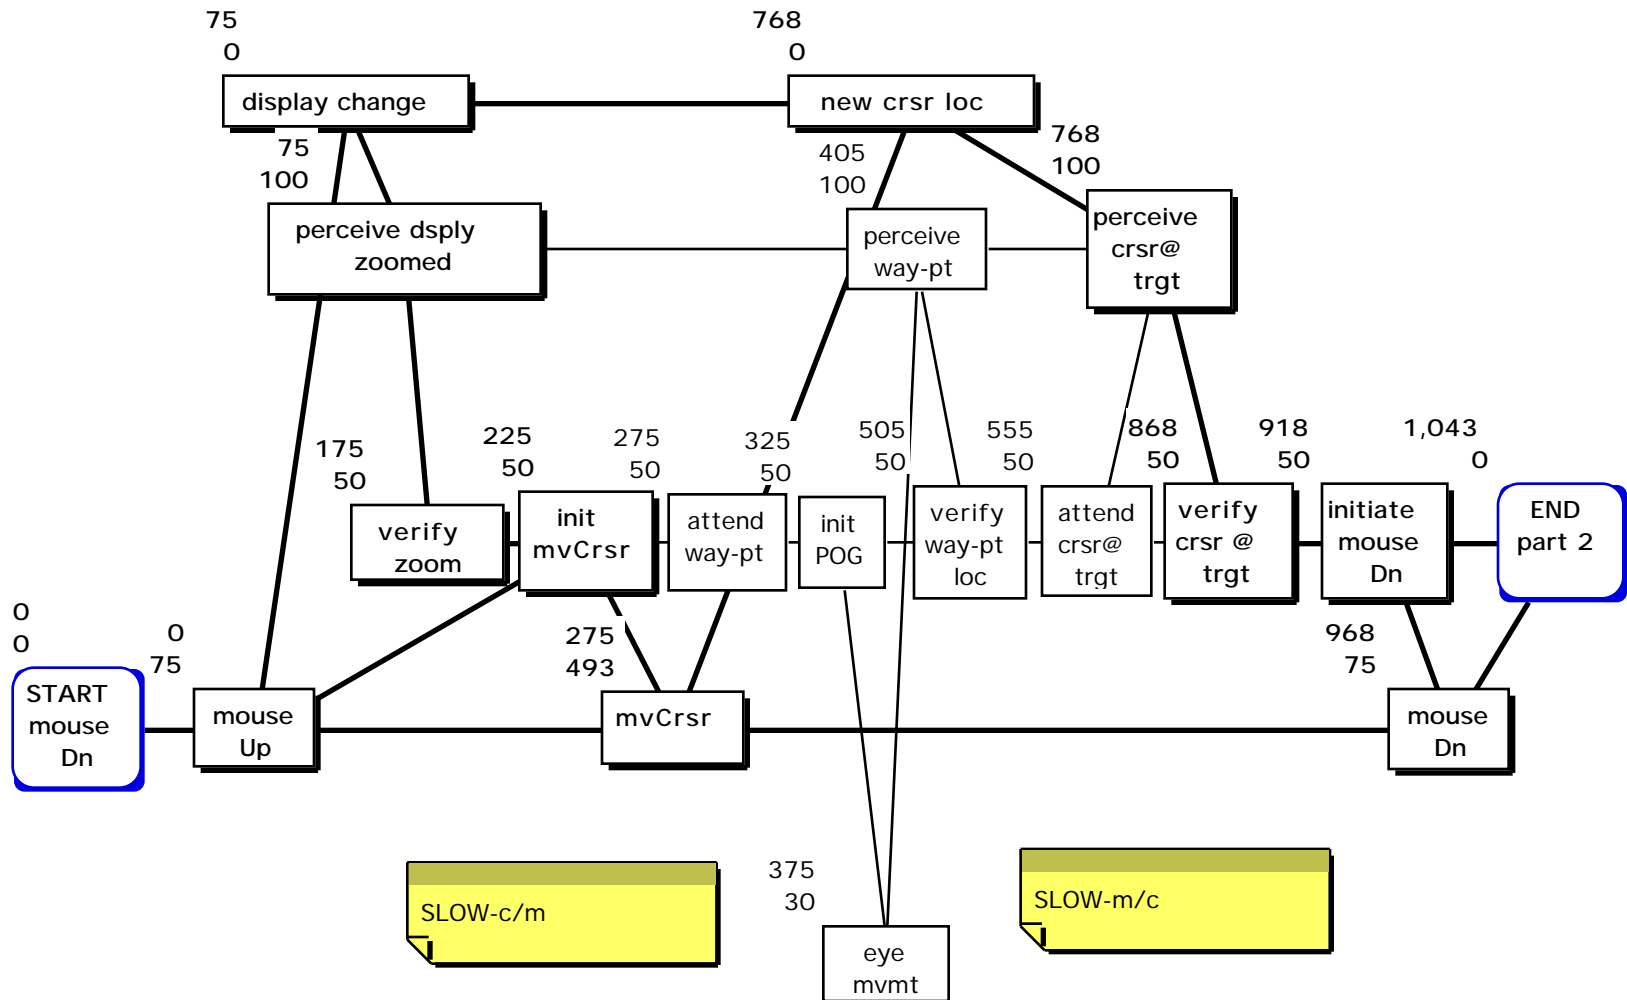 75
0
768
0
display change
new crsr loc
75
100
405
100
768
100
perceive dsply
zoomed
perceive
way-pt
perceive
crsr@
trgt
175
50
225
50
275
50
325
50
505
50
555
50
868
50
918
50
1,043
0
verify
zoom
init
mvCrsr
attend
way-pt
init
POG
verify
way-pt
loc
attend
crsr@
trgt
verify
crsr @
trgt
initiate
mouse
Dn
END
part 2
0
0
0
75
275
493
968
75
START
mouse
Dn
mouse
Up
mvCrsr
mouse
Dn
SLOW-c/m
375
30
SLOW-m/c
eye
mvmt